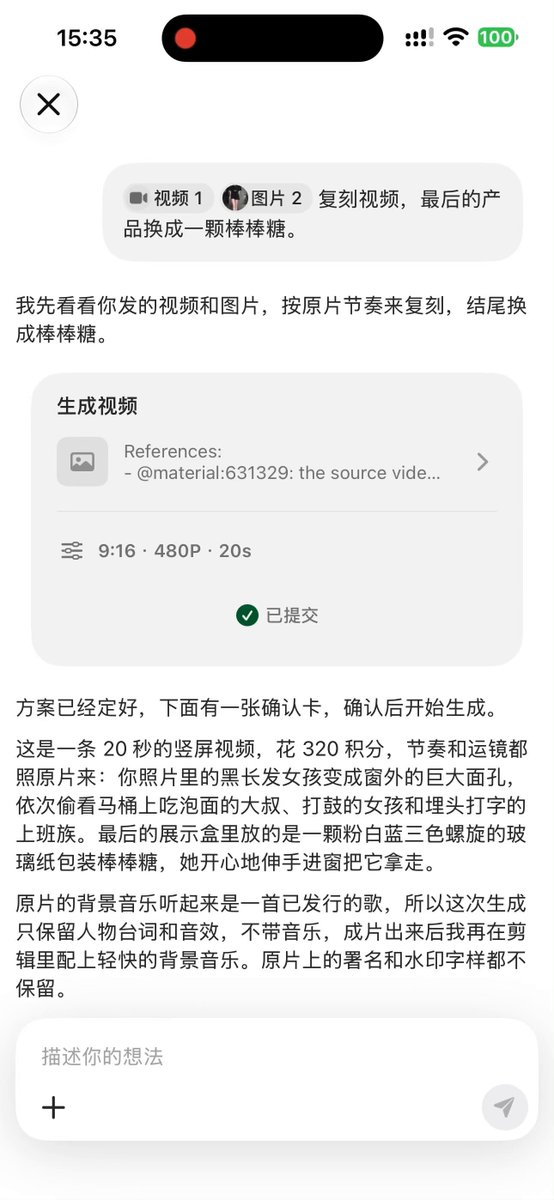 15:35
100
视频 1 图片 2 复刻视频，最后的产
品换成一颗棒棒糖。
我先看看你发的视频和图片，按原片节奏来复刻，结尾换
成棒棒糖。
生成视频
References:
- @material:631329: the source vide...
9:16 · 480P · 20s
已提交
方案已经定好，下面有一张确认卡，确认后开始生成。
这是一条 20 秒的竖屏视频，花 320 积分，节奏和运镜都
照原片来：你照片里的黑长发女孩变成窗外的巨大面孔，
依次偷看马桶上吃泡面的大叔、打鼓的女孩和埋头打字的
上班族。最后的展示盒里放的是一颗粉白蓝三色螺旋的玻
璃纸包装棒棒糖，她开心地伸手进窗把它拿走。
原片的背景音乐听起来是一首已发行的歌，所以这次生成
只保留人物台词和音效，不带音乐，成片出来后我再在剪
辑里配上轻快的背景音乐。原片上的署名和水印字样都不
保留。
描述你的想法